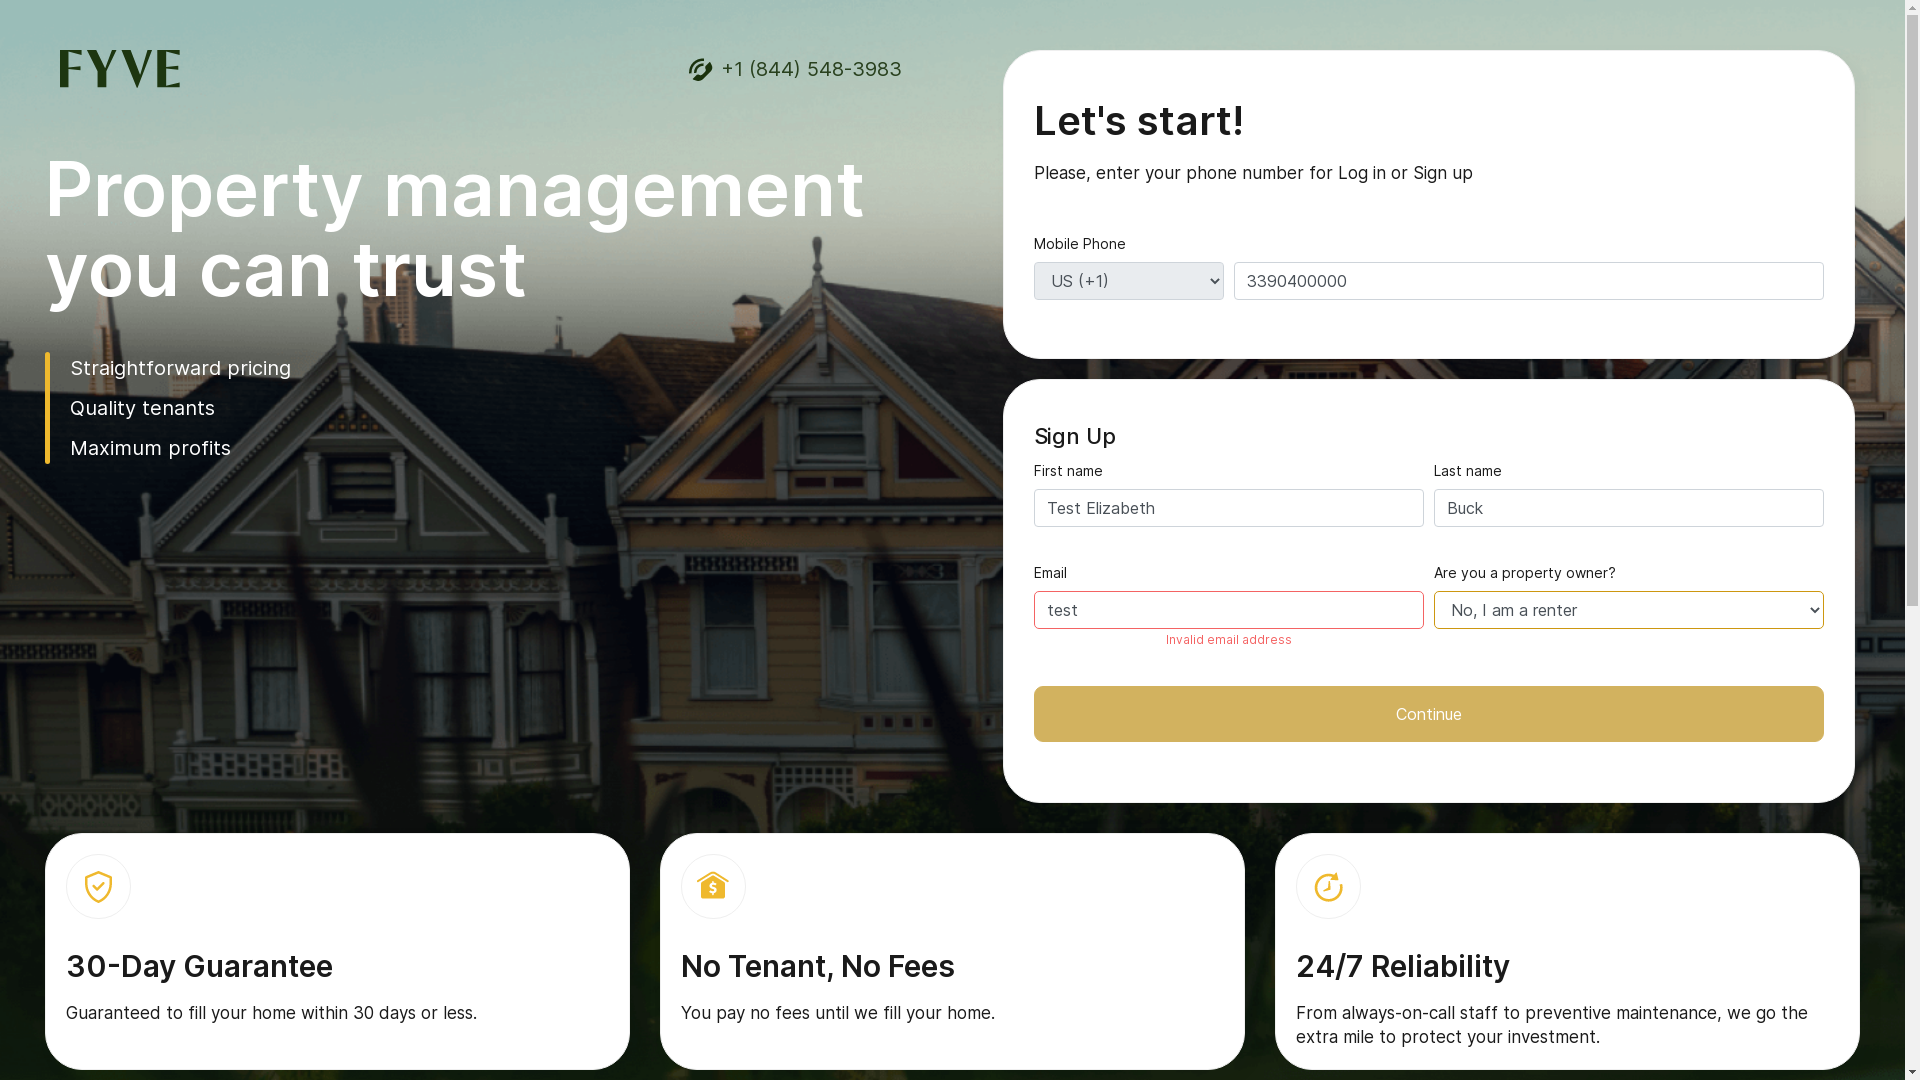 FYVE
+1 (844) 548-3983
Property management
you can trust
Straightforward pricing
Quality tenants
Maximum profits
Let's start!
Please, enter your phone number for Log in or Sign up
Mobile Phone
US (+1)
3390400000
Sign Up
First name
Last name
Test Elizabeth
Buck
Email
Are you a property owner?
test
No, I am a renter
Invalid email address
Continue
30-Day Guarantee
Guaranteed to fill your home within 30 days or less.
No Tenant, No Fees
You pay no fees until we fill your home.
24/7 Reliability
From always-on-call staff to preventive maintenance, we go the
extra mile to protect your investment.